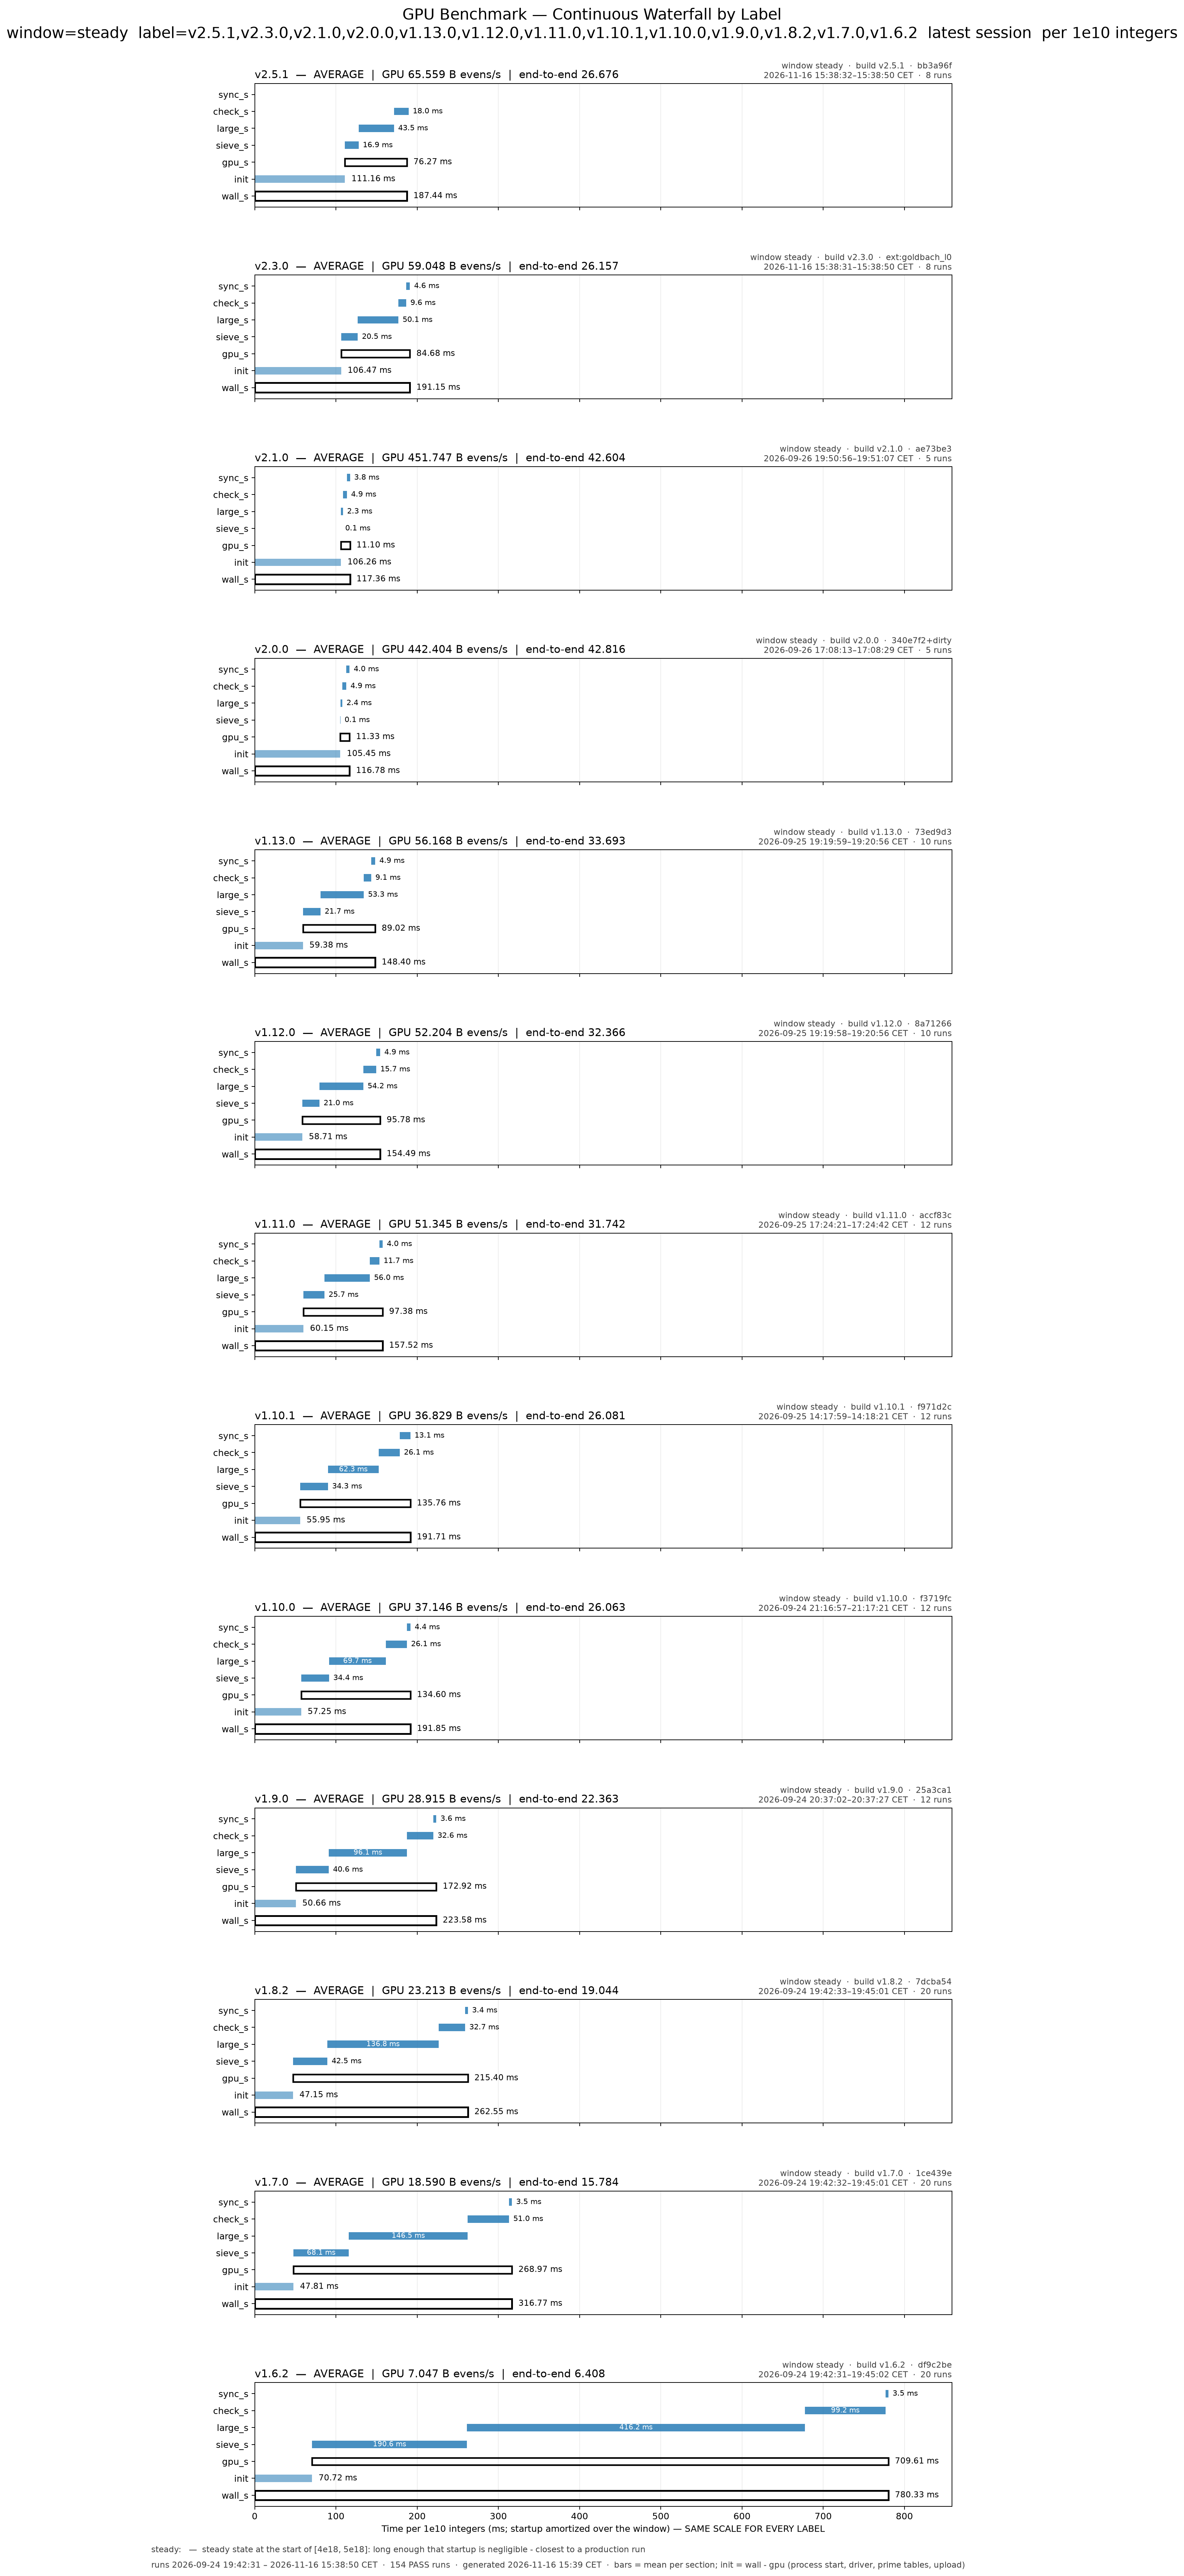 GPU Benchmark — Continuous Waterfall by Label
window=steady  label=v2.5.1,v2.3.0,v2.1.0,v2.0.0,v1.13.0,v1.12.0,v1.11.0,v1.10.1,v1.10.0,v1.9.0,v1.8.2,v1.7.0,v1.6.2  latest session  per 1e10 integers
window steady · build v2.5.1 · bb3a96f
v2.5.1 — AVERAGE | GPU 65.559 B evens/s | end-to-end 26.676
2026-11-16 15:38:32–15:38:50 CET · 8 runs
sync_s
check_s 18.0 ms
large_s 43.5 ms
sieve_s 16.9 ms
gpu_s 76.27 ms
init 111.16 ms
wall_s 187.44 ms
window steady · build v2.3.0 · ext:goldbach_l0
v2.3.0 — AVERAGE | GPU 59.048 B evens/s | end-to-end 26.157
2026-11-16 15:38:31–15:38:50 CET · 8 runs
sync_s 4.6 ms
check_s 9.6 ms
large_s 50.1 ms
sieve_s 20.5 ms
gpu_s 84.68 ms
init 106.47 ms
wall_s 191.15 ms
window steady · build v2.1.0 · ae73be3
v2.1.0 — AVERAGE | GPU 451.747 B evens/s | end-to-end 42.604
2026-09-26 19:50:56–19:51:07 CET · 5 runs
sync_s 3.8 ms
check_s 4.9 ms
large_s 2.3 ms
sieve_s 0.1 ms
gpu_s 11.10 ms
init 106.26 ms
wall_s 117.36 ms
window steady · build v2.0.0 · 340e7f2+dirty
v2.0.0 — AVERAGE | GPU 442.404 B evens/s | end-to-end 42.816
2026-09-26 17:08:13–17:08:29 CET · 5 runs
sync_s 4.0 ms
check_s 4.9 ms
large_s 2.4 ms
sieve_s 0.1 ms
gpu_s 11.33 ms
init 105.45 ms
wall_s 116.78 ms
window steady · build v1.13.0 · 73ed9d3
v1.13.0 — AVERAGE | GPU 56.168 B evens/s | end-to-end 33.693
2026-09-25 19:19:59–19:20:56 CET · 10 runs
sync_s 4.9 ms
check_s 9.1 ms
large_s 53.3 ms
sieve_s 21.7 ms
gpu_s 89.02 ms
init 59.38 ms
wall_s 148.40 ms
window steady · build v1.12.0 · 8a71266
v1.12.0 — AVERAGE | GPU 52.204 B evens/s | end-to-end 32.366
2026-09-25 19:19:58–19:20:56 CET · 10 runs
sync_s 4.9 ms
check_s 15.7 ms
large_s 54.2 ms
sieve_s 21.0 ms
gpu_s 95.78 ms
init 58.71 ms
wall_s 154.49 ms
window steady · build v1.11.0 · accf83c
v1.11.0 — AVERAGE | GPU 51.345 B evens/s | end-to-end 31.742
2026-09-25 17:24:21–17:24:42 CET · 12 runs
sync_s 4.0 ms
check_s 11.7 ms
large_s 56.0 ms
sieve_s 25.7 ms
gpu_s 97.38 ms
init 60.15 ms
wall_s 157.52 ms
window steady · build v1.10.1 · f971d2c
v1.10.1 — AVERAGE | GPU 36.829 B evens/s | end-to-end 26.081
2026-09-25 14:17:59–14:18:21 CET · 12 runs
sync_s 13.1 ms
check_s 26.1 ms
large_s 62.3 ms
sieve_s 34.3 ms
gpu_s 135.76 ms
init 55.95 ms
wall_s 191.71 ms
window steady · build v1.10.0 · f3719fc
v1.10.0 — AVERAGE | GPU 37.146 B evens/s | end-to-end 26.063
2026-09-24 21:16:57–21:17:21 CET · 12 runs
sync_s 4.4 ms
check_s 26.1 ms
large_s 69.7 ms
sieve_s 34.4 ms
gpu_s 134.60 ms
init 57.25 ms
wall_s 191.85 ms
window steady · build v1.9.0 · 25a3ca1
v1.9.0 — AVERAGE | GPU 28.915 B evens/s | end-to-end 22.363
2026-09-24 20:37:02–20:37:27 CET · 12 runs
sync_s 3.6 ms
check_s 32.6 ms
large_s 96.1 ms
sieve_s 40.6 ms
gpu_s 172.92 ms
init 50.66 ms
wall_s 223.58 ms
window steady · build v1.8.2 · 7dcba54
v1.8.2 — AVERAGE | GPU 23.213 B evens/s | end-to-end 19.044
2026-09-24 19:42:33–19:45:01 CET · 20 runs
sync_s 3.4 ms
check_s 32.7 ms
large_s 136.8 ms
sieve_s 42.5 ms
gpu_s 215.40 ms
init 47.15 ms
wall_s 262.55 ms
window steady · build v1.7.0 · 1ce439e
v1.7.0 — AVERAGE | GPU 18.590 B evens/s | end-to-end 15.784
2026-09-24 19:42:32–19:45:01 CET · 20 runs
sync_s 3.5 ms
check_s 51.0 ms
large_s 146.5 ms
sieve_s 68.1 ms
gpu_s 268.97 ms
init 47.81 ms
wall_s 316.77 ms
window steady · build v1.6.2 · df9c2be
v1.6.2 — AVERAGE | GPU 7.047 B evens/s | end-to-end 6.408
2026-09-24 19:42:31–19:45:02 CET · 20 runs
sync_s 3.5 ms
check_s 99.2 ms
large_s 416.2 ms
sieve_s 190.6 ms
gpu_s 709.61 ms
init 70.72 ms
wall_s 780.33 ms
0 100 200 300 400 500 600 700 800
Time per 1e10 integers (ms; startup amortized over the window) — SAME SCALE FOR EVERY LABEL
steady: — steady state at the start of [4e18, 5e18]: long enough that startup is negligible - closest to a production run
runs 2026-09-24 19:42:31 – 2026-11-16 15:38:50 CET · 154 PASS runs · generated 2026-11-16 15:39 CET · bars = mean per section; init = wall - gpu (process start, driver, prime tables, upload)